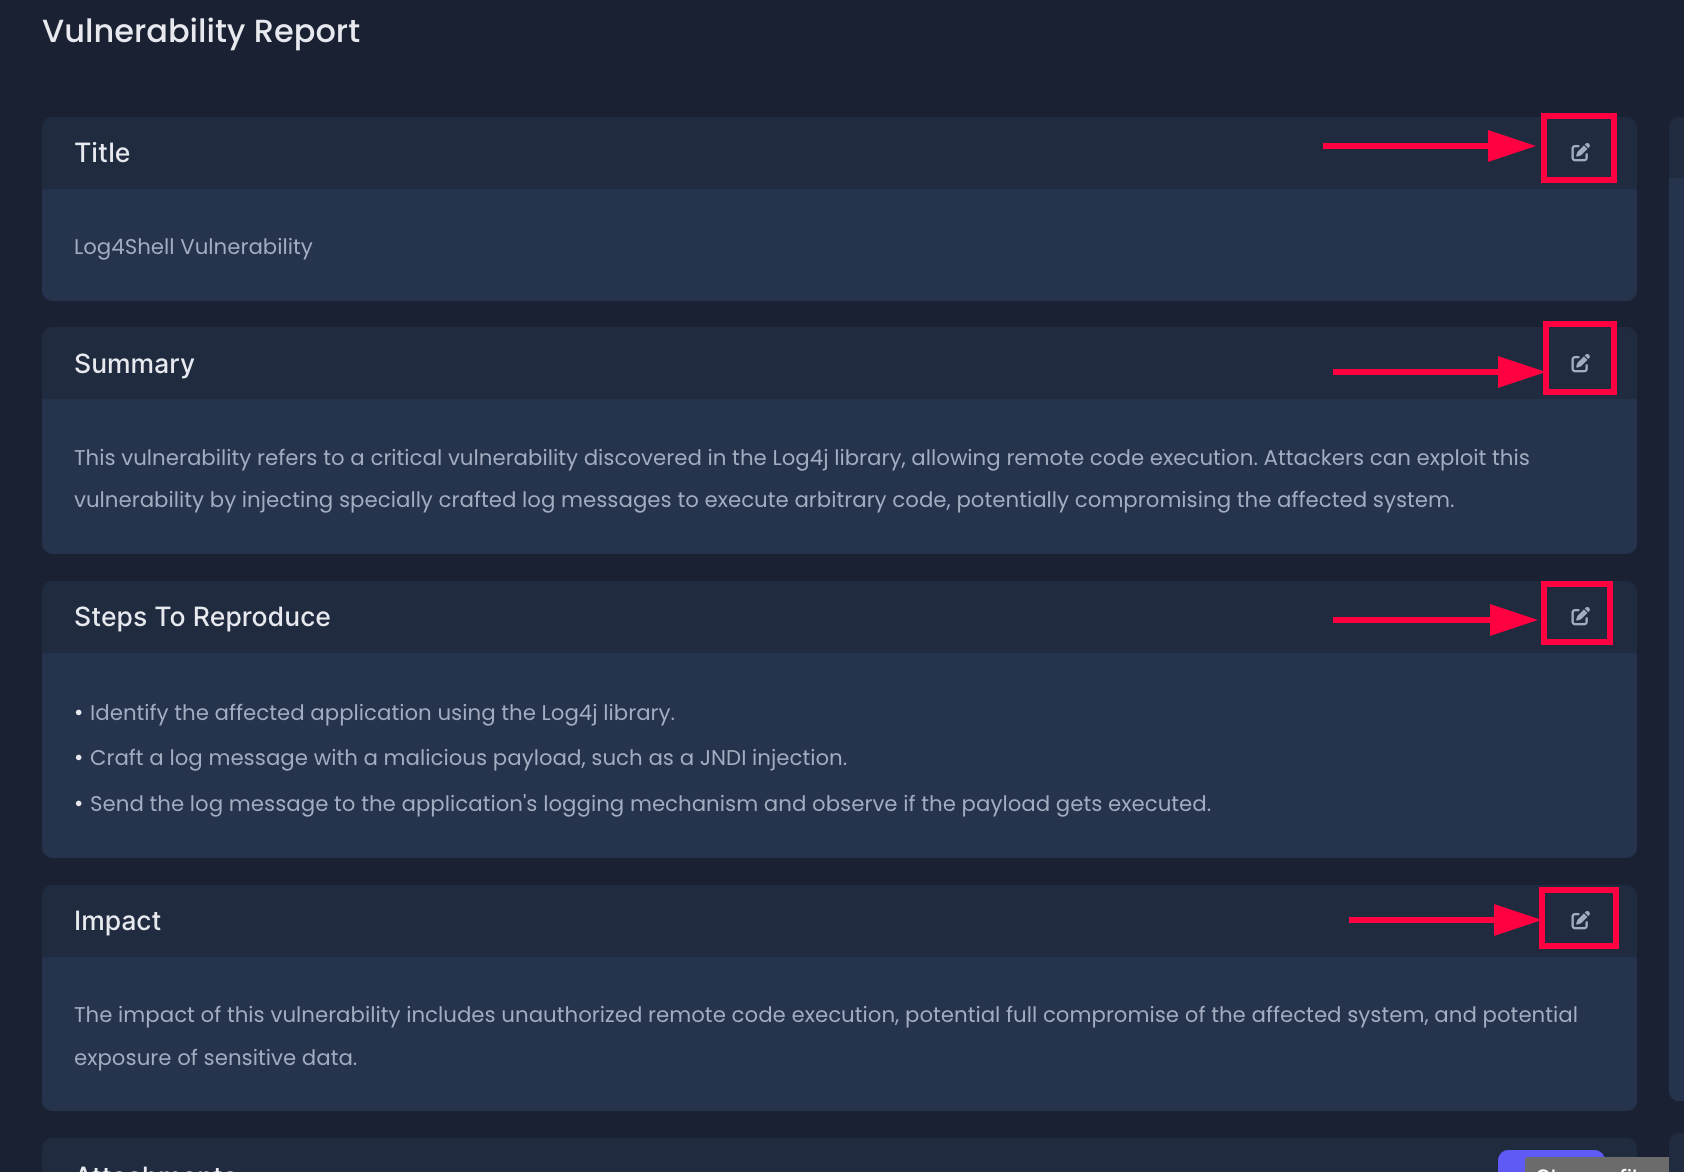 Vulnerability Report
Title
Log4Shell Vulnerability
Summary
This vulnerability refers to a critical vulnerability discovered in the Log4j library, allowing remote code execution. Attackers can exploit this
vulnerability by injecting specially crafted log messages to execute arbitrary code, potentially compromising the affected system.
Steps To Reproduce
• Identify the affected application using the Log4j library.
• Craft a log message with a malicious payload, such as a JNDI injection.
• Send the log message to the application's logging mechanism and observe if the payload gets executed.
Impact
The impact of this vulnerability includes unauthorized remote code execution, potential full compromise of the affected system, and potential
exposure of sensitive data.
Attachments